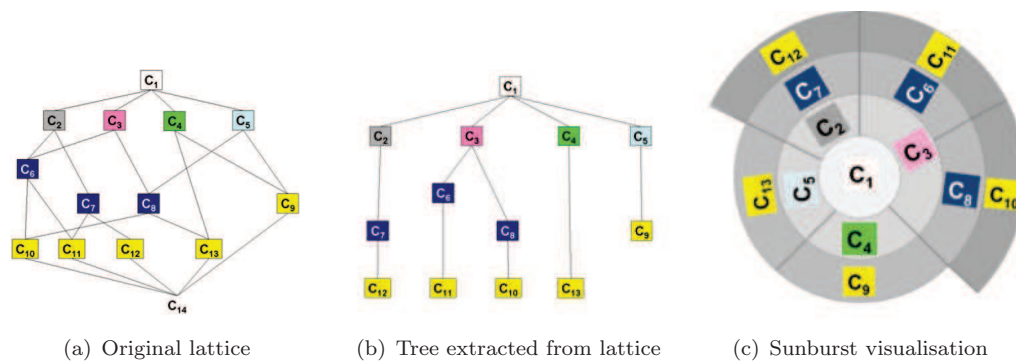 C1
C2
C3
C4
C5
C6
C7
C8
C9
C10
C11
C12
C13
C14
(a) Original lattice
C1
C2
C3
C4
C5
C6
C7
C8
C9
C12
C11
C10
C13
(b) Tree extracted from lattice
C12
C11
C7
C6
C2
C3
C1
C13
C5
C8
C10
C4
C9
(c) Sunburst visualisation